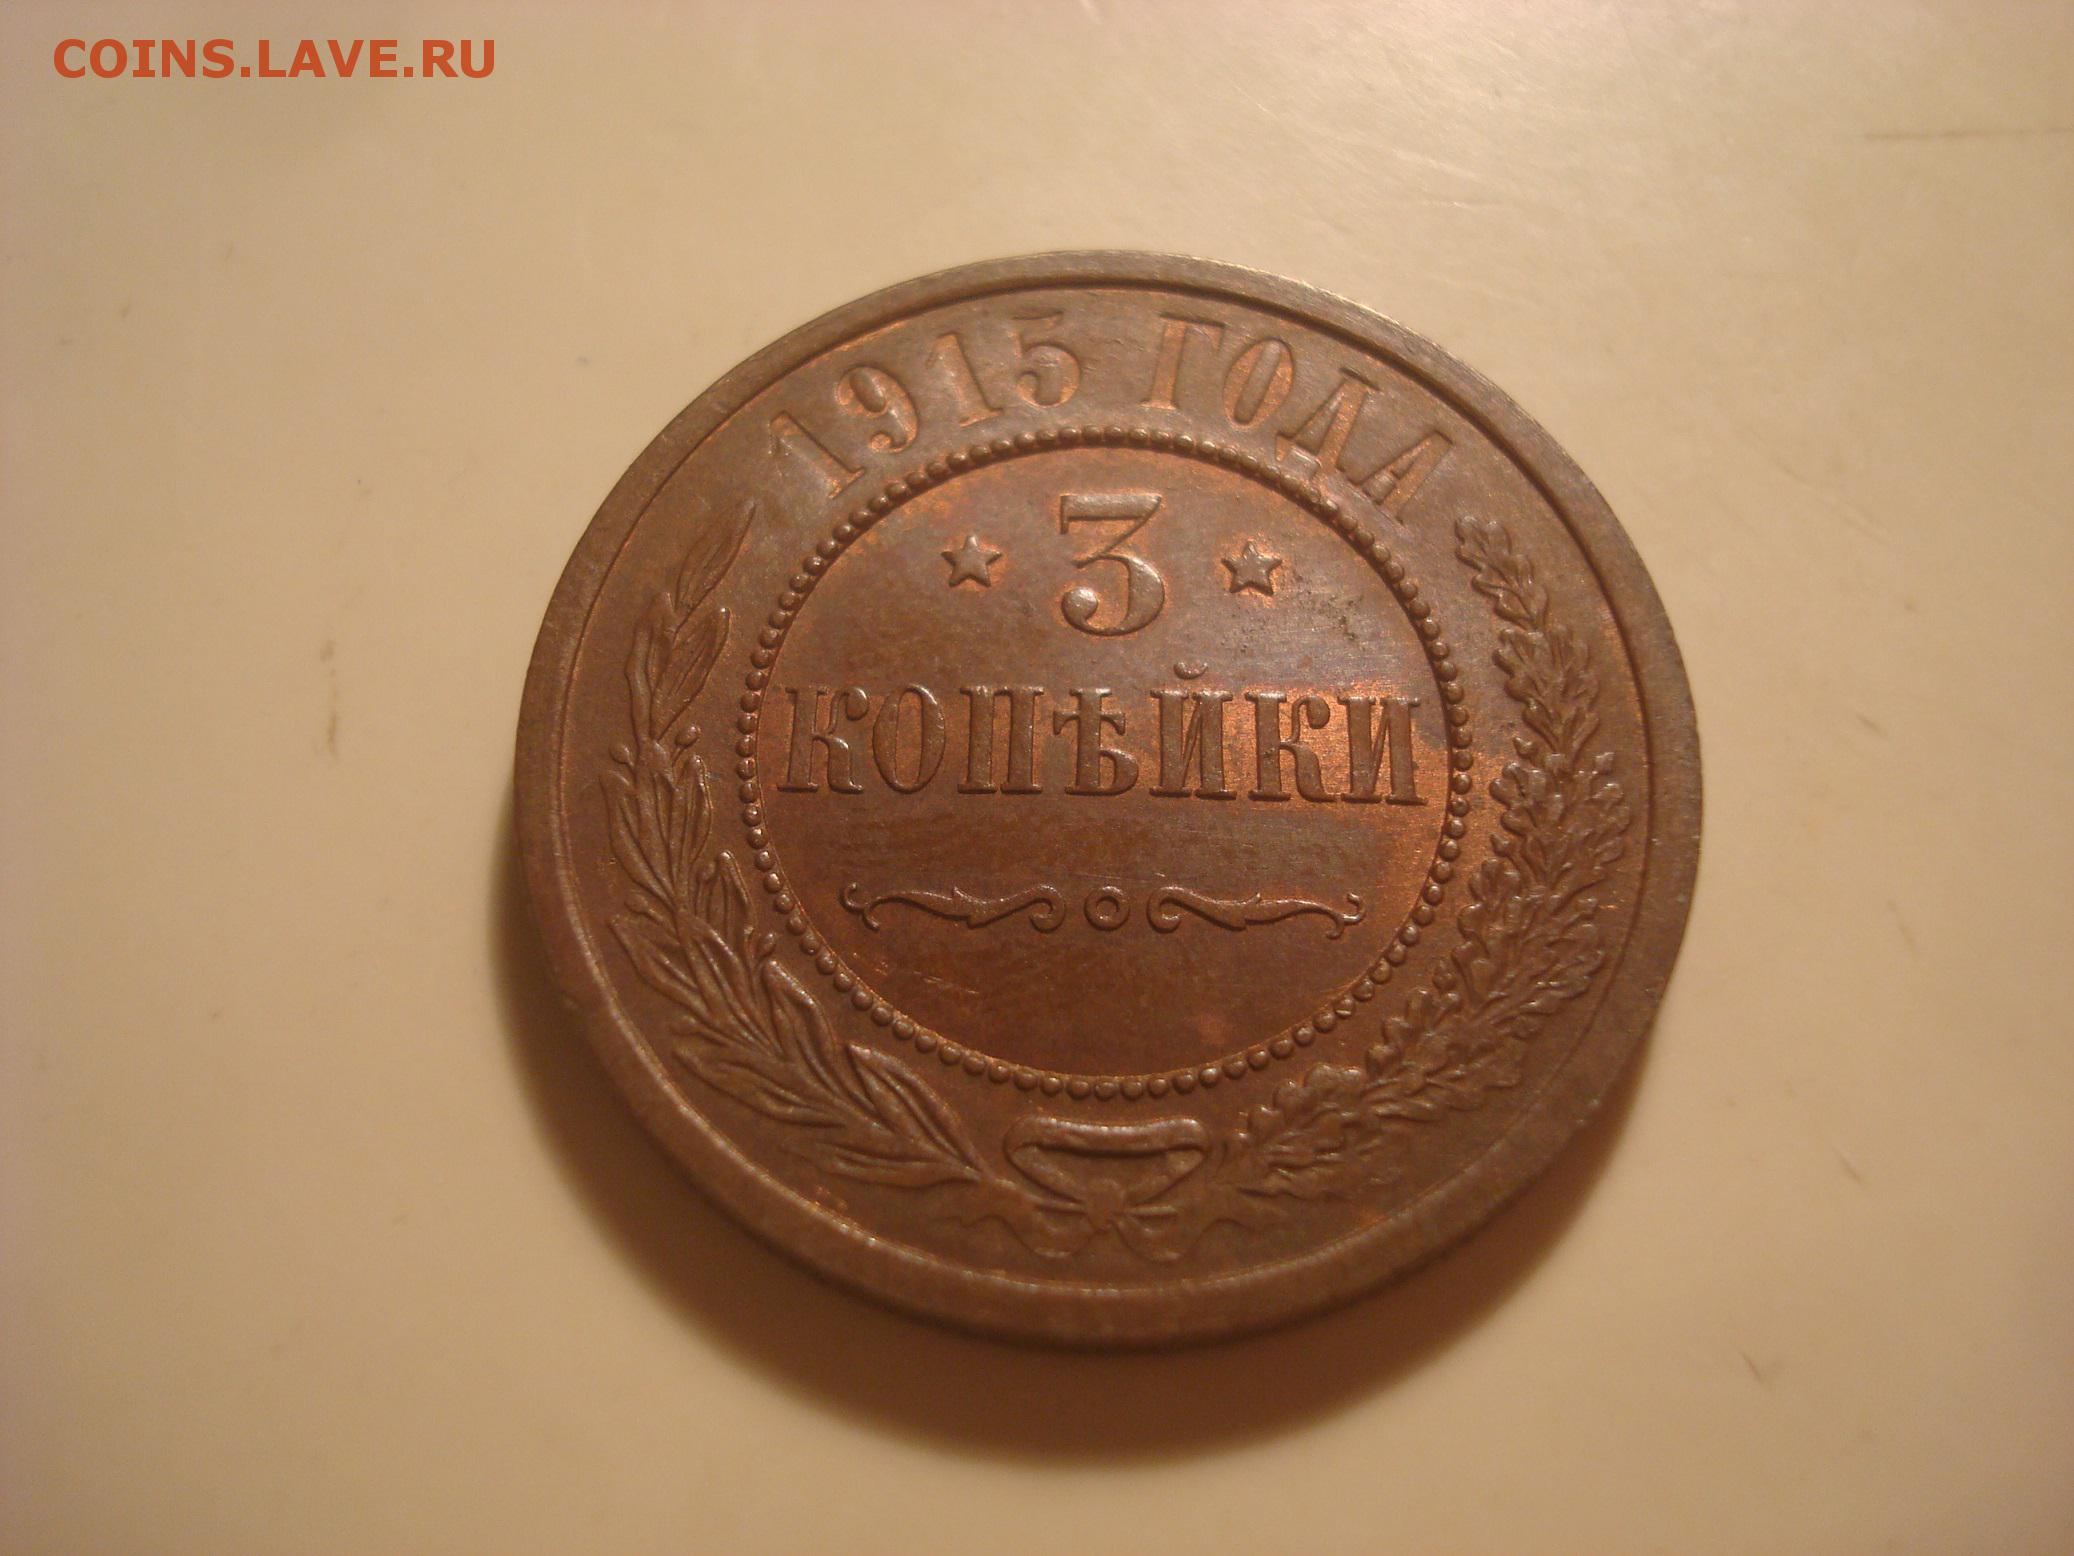 COINS.LAVE.RU
1915 ГОДА
★ 3 ★
КОПѢЙКИ